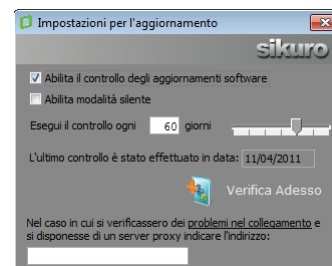 Impostazioni per l'aggiornamento
sikuro
Abilita il controllo degli aggiornamenti software
Abilita modalità silente
Esegui il controllo ogni 60 giorni
L'ultimo controllo è stato effettuato in data: 11/04/2011
Verifica Adesso
Nel caso in cui si verificassero dei problemi nel collegamento e
si disponesse di un server proxy indicare l'indirizzo: